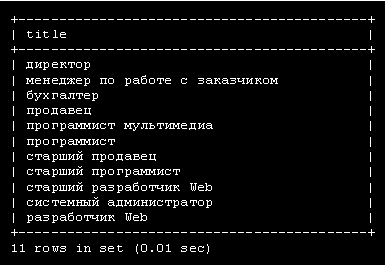 +------------------------------------------+
| title |
+------------------------------------------+
| директор |
| менеджер по работе с заказчиком |
| бухгалтер |
| продавец |
| программист мультимедиа |
| программист |
| старший продавец |
| старший программист |
| старший разработчик Web |
| системный администратор |
| разработчик Web |
+------------------------------------------+
11 rows in set (0.01 sec)